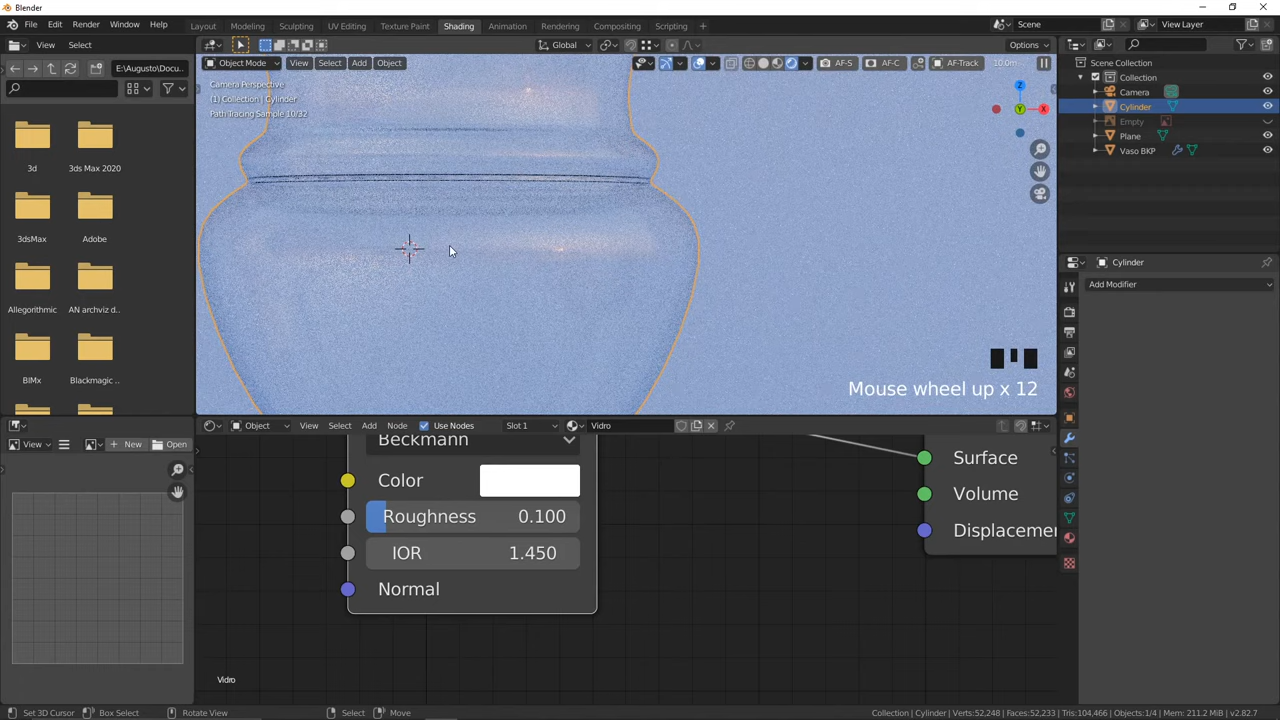 Blender
File Edit Render Window Help Layout Modeling Sculpting UV Editing Texture Paint Shading Animation Rendering Compositing Scripting + Scene View Layer
View Select Global Options
Object Mode View Select Add Object AF-S AF-C AF-Track 10.0m
E:\Augusto\Docu..
Camera Perspective
(1) Collection | Cylinder
Path Tracing Sample 10/32
Z
Y X
Scene Collection
Collection
Camera
Cylinder
Empty
Plane
Vaso BKP
3d 3ds Max 2020
3dsMax Adobe
Allegorithmic AN archviz d..
BIMx Blackmagic ..
Cylinder
Add Modifier
Mouse wheel up x 12
View New Open
Object View Select Add Node Use Nodes Slot 1 Vidro
Beckmann
Color
Roughness 0.100
IOR 1.450
Normal
Surface
Volume
Displacemen
Vidro
Set 3D Cursor Box Select Rotate View Select Move Collection | Cylinder | Verts:52,248 | Faces:52,233 | Tris:104,466 | Objects:1/4 | Mem: 211.2 MiB | v2.82.7